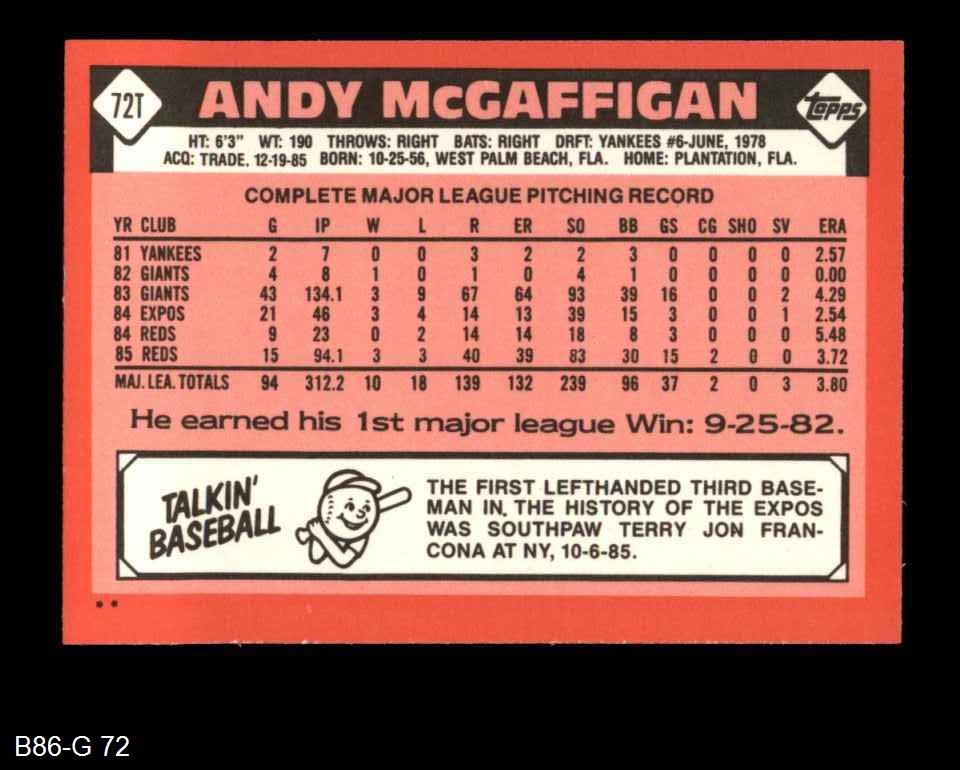 72T
ANDY McGAFFIGAN
Topps
HT: 6'3" WT: 190 THROWS: RIGHT BATS: RIGHT DRFT: YANKEES #6-JUNE, 1978
ACQ: TRADE, 12-19-85 BORN: 10-25-56, WEST PALM BEACH, FLA. HOME: PLANTATION, FLA.
COMPLETE MAJOR LEAGUE PITCHING RECORD
YR CLUB G IP W L R ER SO BB GS CG SHO SV ERA
81 YANKEES 2 7 0 0 3 2 2 3 0 0 0 0 2.57
82 GIANTS 4 8 1 0 1 0 4 1 0 0 0 0 0.00
83 GIANTS 43 134.1 3 9 67 64 93 39 16 0 0 2 4.29
84 EXPOS 21 46 3 4 14 13 39 15 3 0 0 1 2.54
84 REDS 9 23 0 2 14 14 18 8 3 0 0 0 5.48
85 REDS 15 94.1 3 3 40 39 83 30 15 2 0 0 3.72
MAJ. LEA. TOTALS 94 312.2 10 18 139 132 239 96 37 2 0 3 3.80
He earned his 1st major league Win: 9-25-82.
TALKIN'
BASEBALL
THE FIRST LEFTHANDED THIRD BASE-
MAN IN THE HISTORY OF THE EXPOS
WAS SOUTHPAW TERRY JON FRAN-
CONA AT NY, 10-6-85.
**
B86-G 72